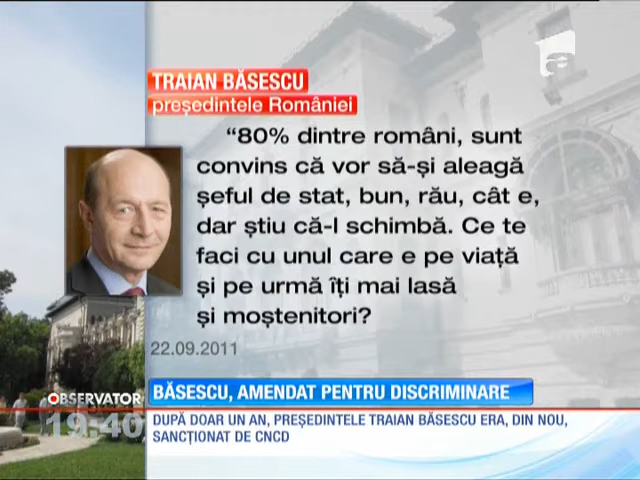 TRAIAN BĂSESCU
președintele României
“80% dintre români, sunt
convins că vor să-și aleagă
șeful de stat, bun, rău, cât e,
dar știu că-l schimbă. Ce te
faci cu unul care e pe viață
și pe urmă îți mai lasă
și moștenitori?
22.09.2011
OBSERVATOR
BĂSESCU, AMENDAT PENTRU DISCRIMINARE
19:40
DUPĂ DOAR UN AN, PREȘEDINTELE TRAIAN BĂSESCU ERA, DIN NOU,
SANCȚIONAT DE CNCD